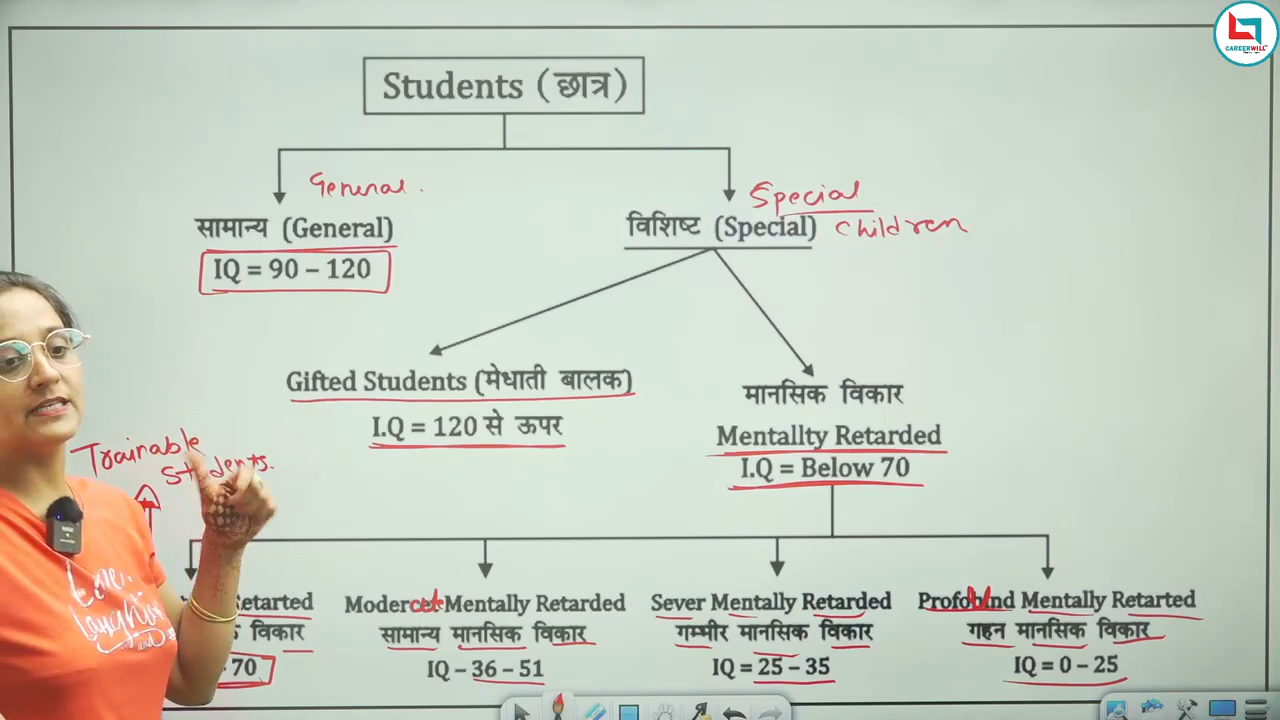 CAREERWILL
Students (छात्र)
General.
Special
सामान्य (General)
विशिष्ट (Special) Children
IQ = 90 – 120
Gifted Students (मेधाती बालक)
I.Q = 120 से ऊपर
मानसिक विकार
Mentallty Retarded
I.Q = Below 70
Trainable
Students.
Retarted
विकार
70
Moderate Mentally Retarded
सामान्य मानसिक विकार
IQ – 36 – 51
Sever Mentally Retarded
गम्मीर मानसिक विकार
IQ = 25 – 35
Mentally Retarted
गहन मानसिक विकार
IQ = 0 – 25